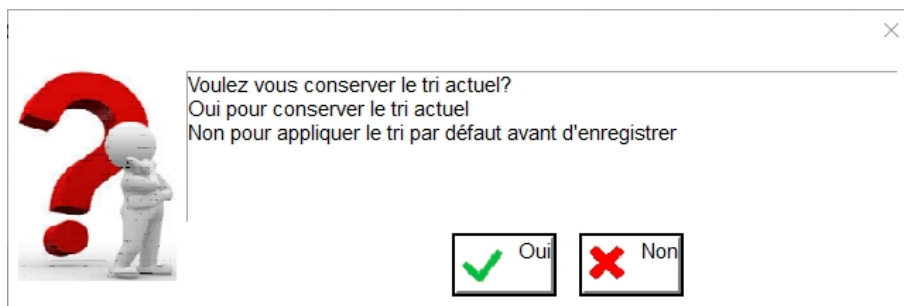 Voulez vous conserver le tri actuel?
Oui pour conserver le tri actuel
Non pour appliquer le tri par défaut avant d'enregistrer
Oui
Non